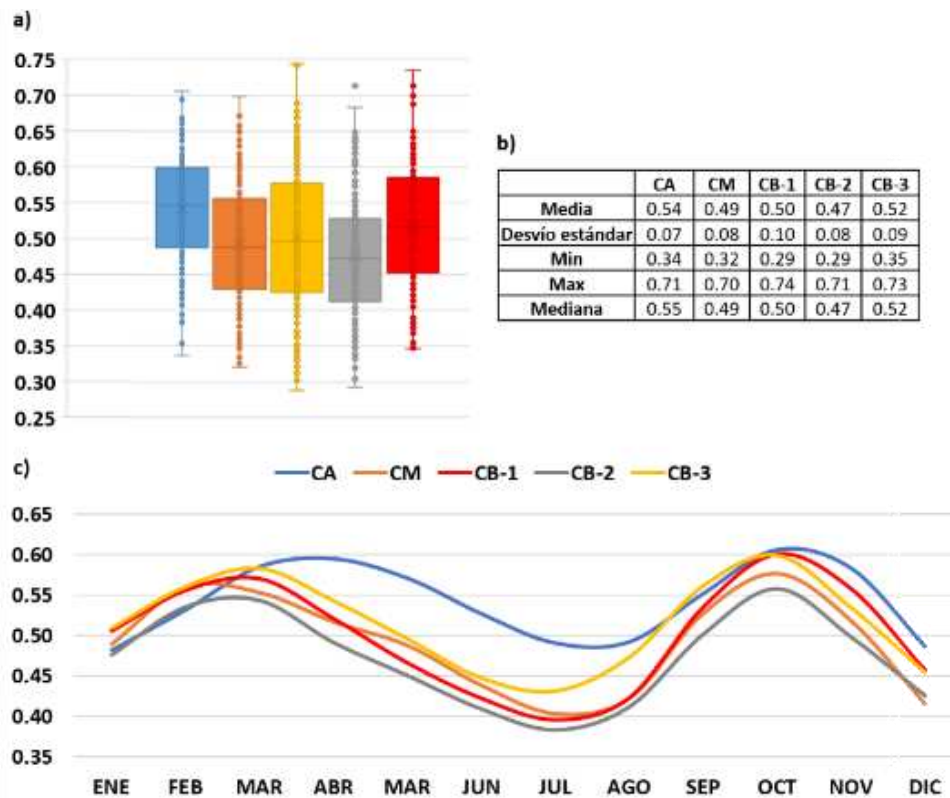 a)
0.75
0.70
0.65
0.60
0.55
0.50
0.45
0.40
0.35
0.30
0.25
b)
CA CM CB-1 CB-2 CB-3
Media 0.54 0.49 0.50 0.47 0.52
Desvío estándar 0.07 0.08 0.10 0.08 0.09
Min 0.34 0.32 0.29 0.29 0.35
Max 0.71 0.70 0.74 0.71 0.73
Mediana 0.55 0.49 0.50 0.47 0.52
c)
CA CM CB-1 CB-2 CB-3
0.65
0.60
0.55
0.50
0.45
0.40
0.35
ENE FEB MAR ABR MAR JUN JUL AGO SEP OCT NOV DIC